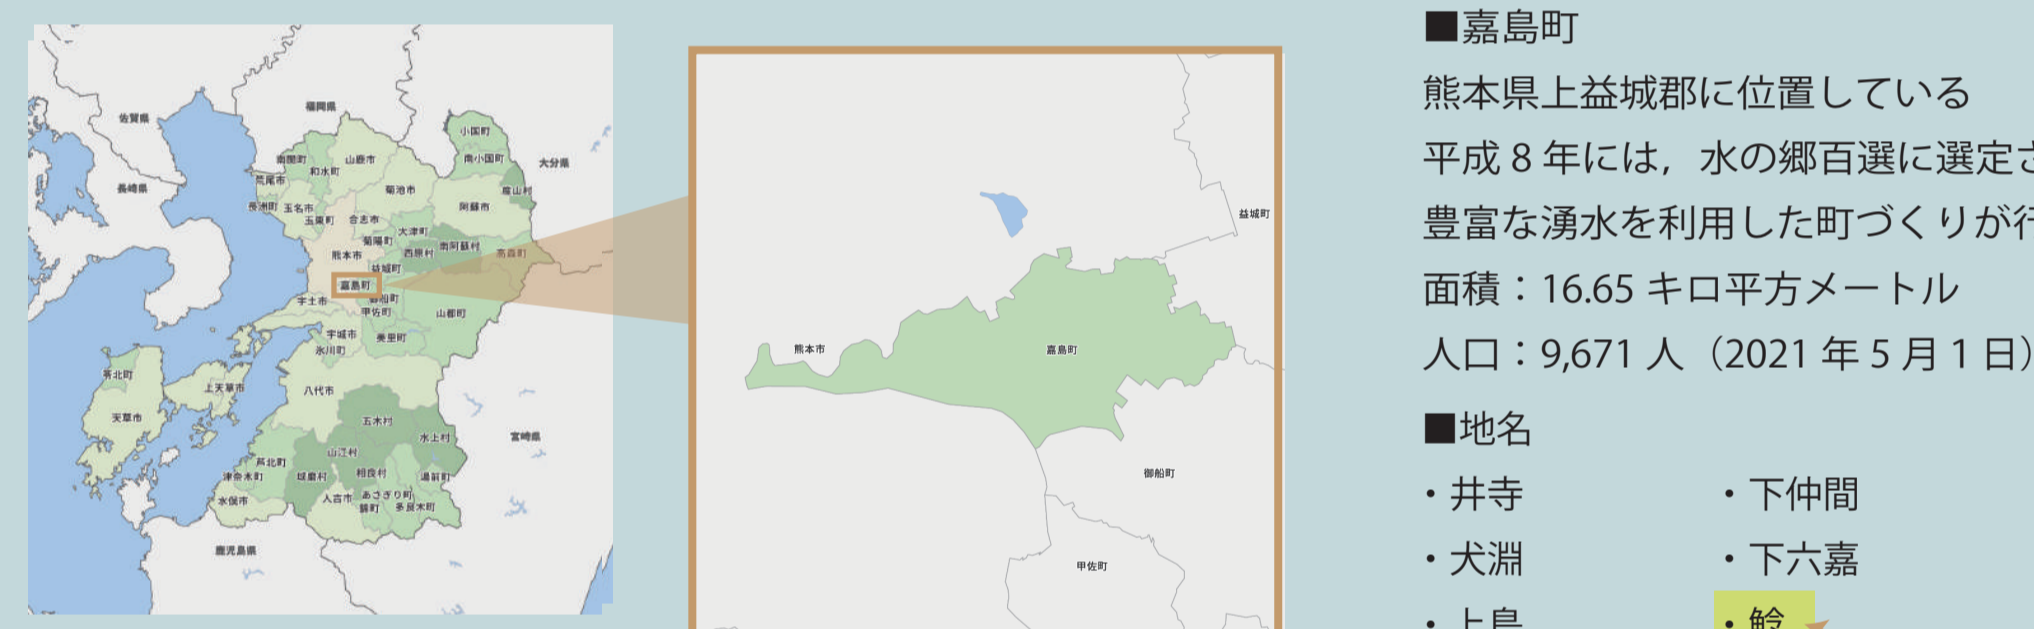 佐賀県
福岡県
長崎県
大分県
小国町
南小国町
産山村
南関町
和水町
山鹿市
荒尾市
菊池市
長洲町
玉名市
玉東町
合志市
阿蘇市
大津町
菊陽町
熊本市
西原村
南阿蘇村
高森町
益城町
嘉島町
宇土市
御船町
甲佐町
山都町
宇城市
美里町
氷川町
苓北町
上天草市
八代市
天草市
五木村
水上村
宮崎県
山江村
芦北町
相良村
津奈木町
球磨村
湯前町
水俣市
人吉市
あさぎり町
錦町
多良木町
鹿児島県
益城町
熊本市
嘉島町
御船町
甲佐町
■嘉島町
熊本県上益城郡に位置している
平成 8 年には，水の郷百選に選定さ
豊富な湧水を利用した町づくりが行
面積：16.65 キロ平方メートル
人口：9,671 人（2021 年 5 月 1 日）
■地名
・井寺 ・下仲間
・犬淵 ・下六嘉
・上島 ・鯰